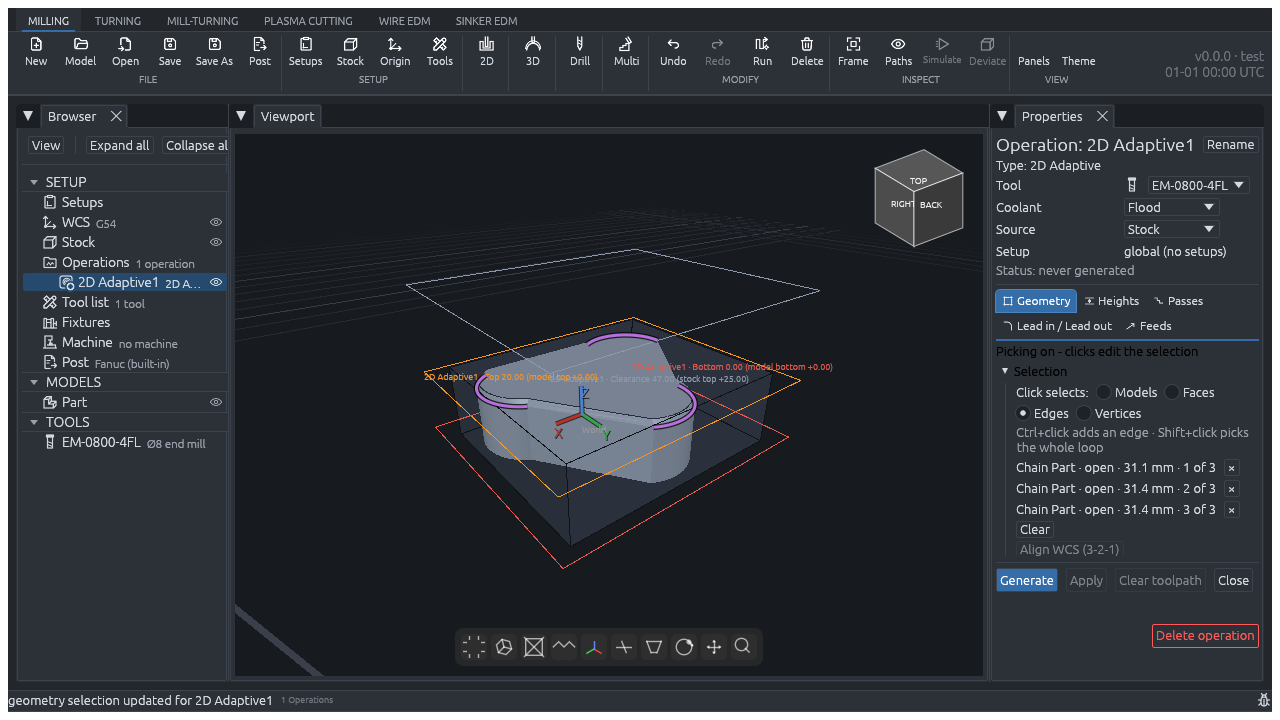 MILLING TURNING MILL-TURNING PLASMA CUTTING WIRE EDM SINKER EDM
New Model Open Save Save As Post Setups Stock Origin Tools 2D 3D Drill Multi Undo Redo Run Delete Frame Paths Simulate Deviate Panels Theme
FILE SETUP MODIFY INSPECT VIEW
v0.0.0 · test
01-01 00:00 UTC
Browser
View Expand all Collapse al
SETUP
Setups
WCS G54
Stock
Operations 1 operation
2D Adaptive1 2D A...
Tool list 1 tool
Fixtures
Machine no machine
Post Fanuc (built-in)
MODELS
Part
TOOLS
EM-0800-4FL Ø8 end mill
Viewport
TOP
RIGHT BACK
2D Adaptive1 · Top 20.00 (model top +0.00)
Bottom 0.00 (model bottom +0.00)
Clearance 47.00 (stock top +25.00)
Z
X
Y
Properties
Operation: 2D Adaptive1 Rename
Type: 2D Adaptive
Tool EM-0800-4FL
Coolant Flood
Source Stock
Setup global (no setups)
Status: never generated
Geometry Heights Passes
Lead in / Lead out Feeds
Picking on - clicks edit the selection
Selection
Click selects: Models Faces
Edges Vertices
Ctrl+click adds an edge · Shift+click picks
the whole loop
Chain Part · open · 31.1 mm · 1 of 3 ×
Chain Part · open · 31.4 mm · 2 of 3 ×
Chain Part · open · 31.4 mm · 3 of 3 ×
Clear
Align WCS (3-2-1)
Generate Apply Clear toolpath Close
Delete operation
geometry selection updated for 2D Adaptive1 1 Operations